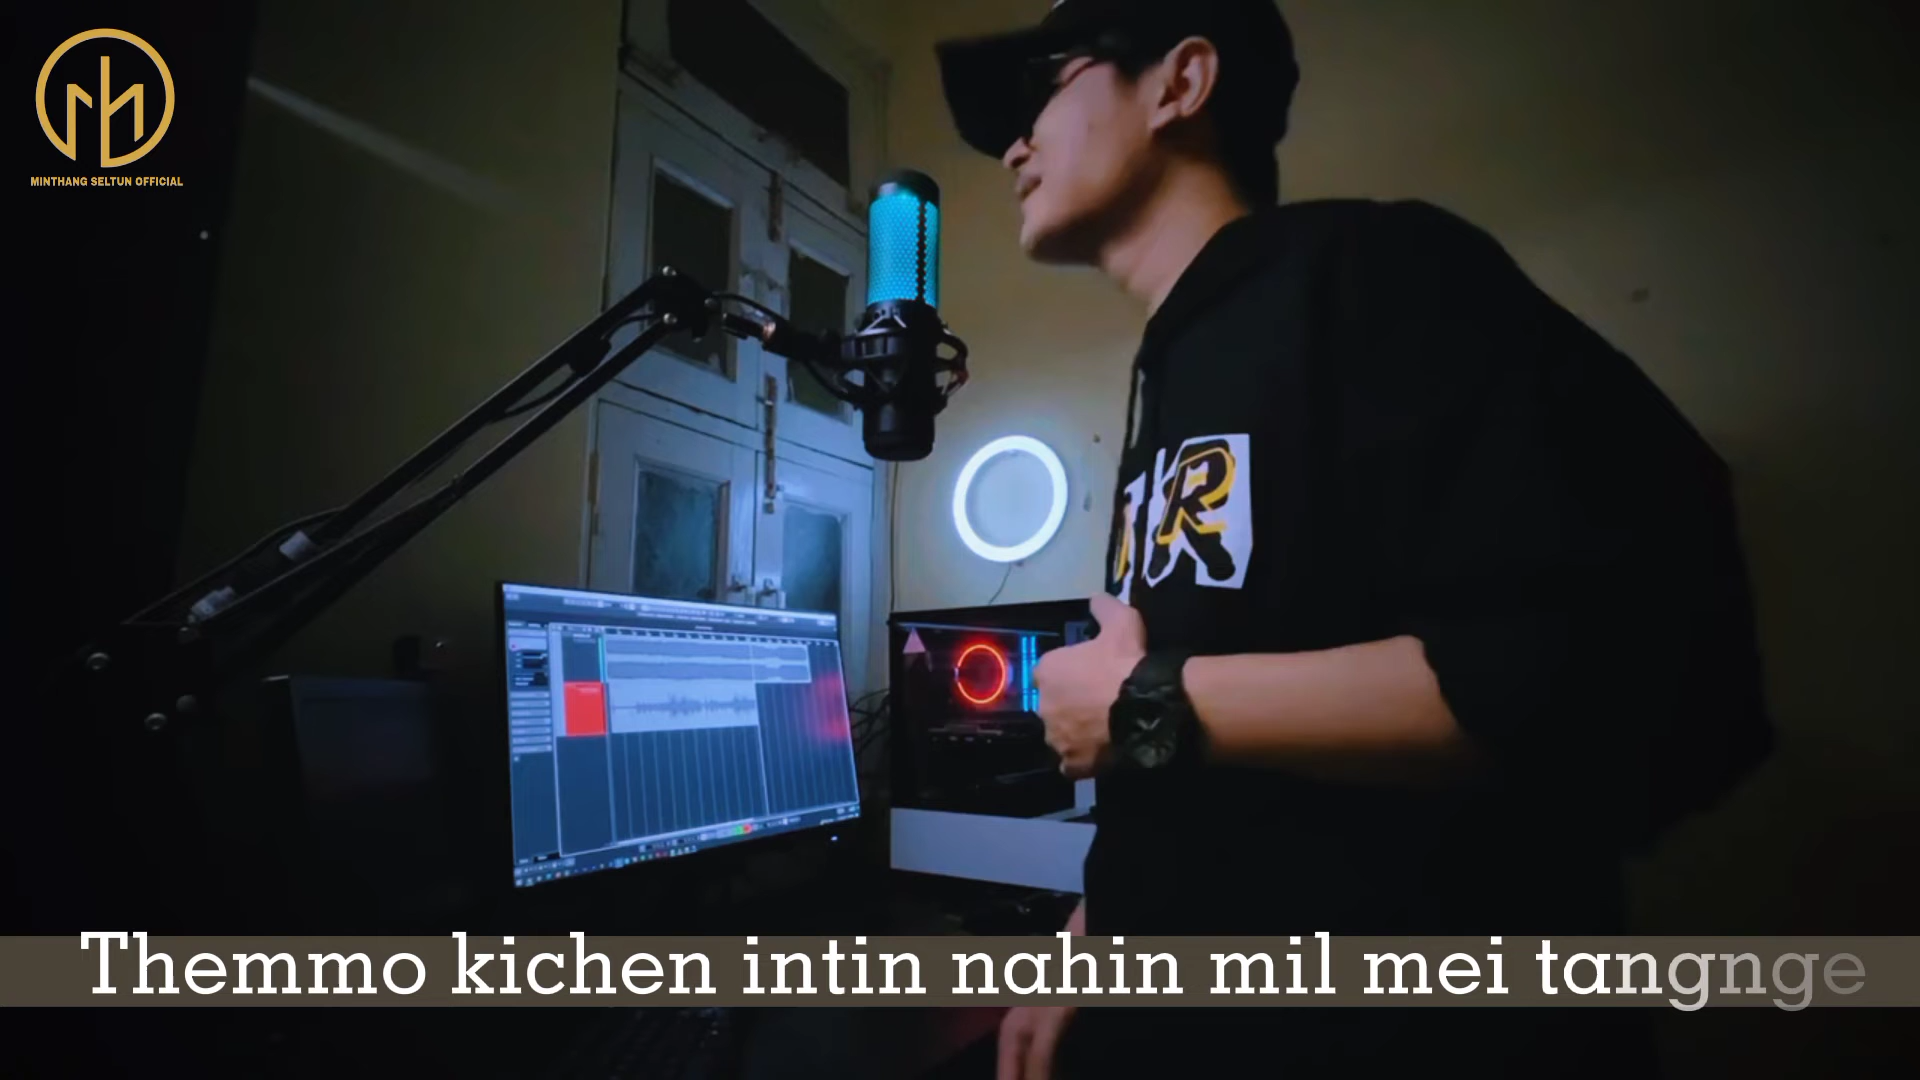 MINTHANG SELTUN OFFICIAL
R
Themmo kichen intin nahin mil mei tangnge